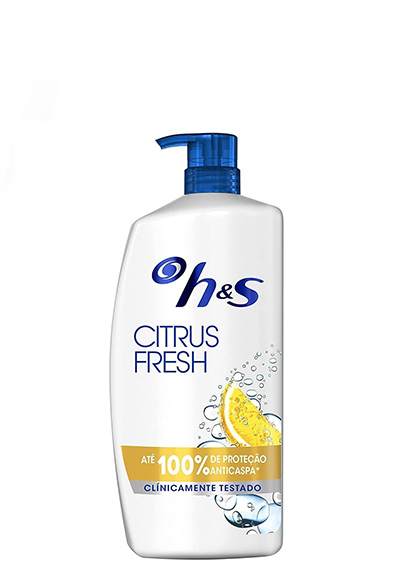 h&s
CITRUS
FRESH
ATÉ 100% DE PROTEÇÃO
ANTICASPA*
CLÍNICAMENTE TESTADO